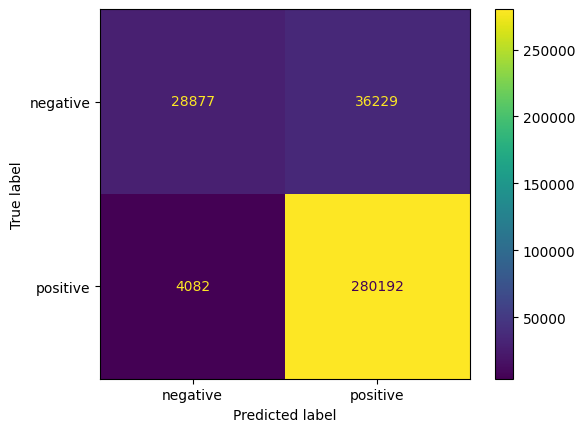 negative 28877 36229
positive 4082 280192
negative positive
Predicted label
True label
250000
200000
150000
100000
50000